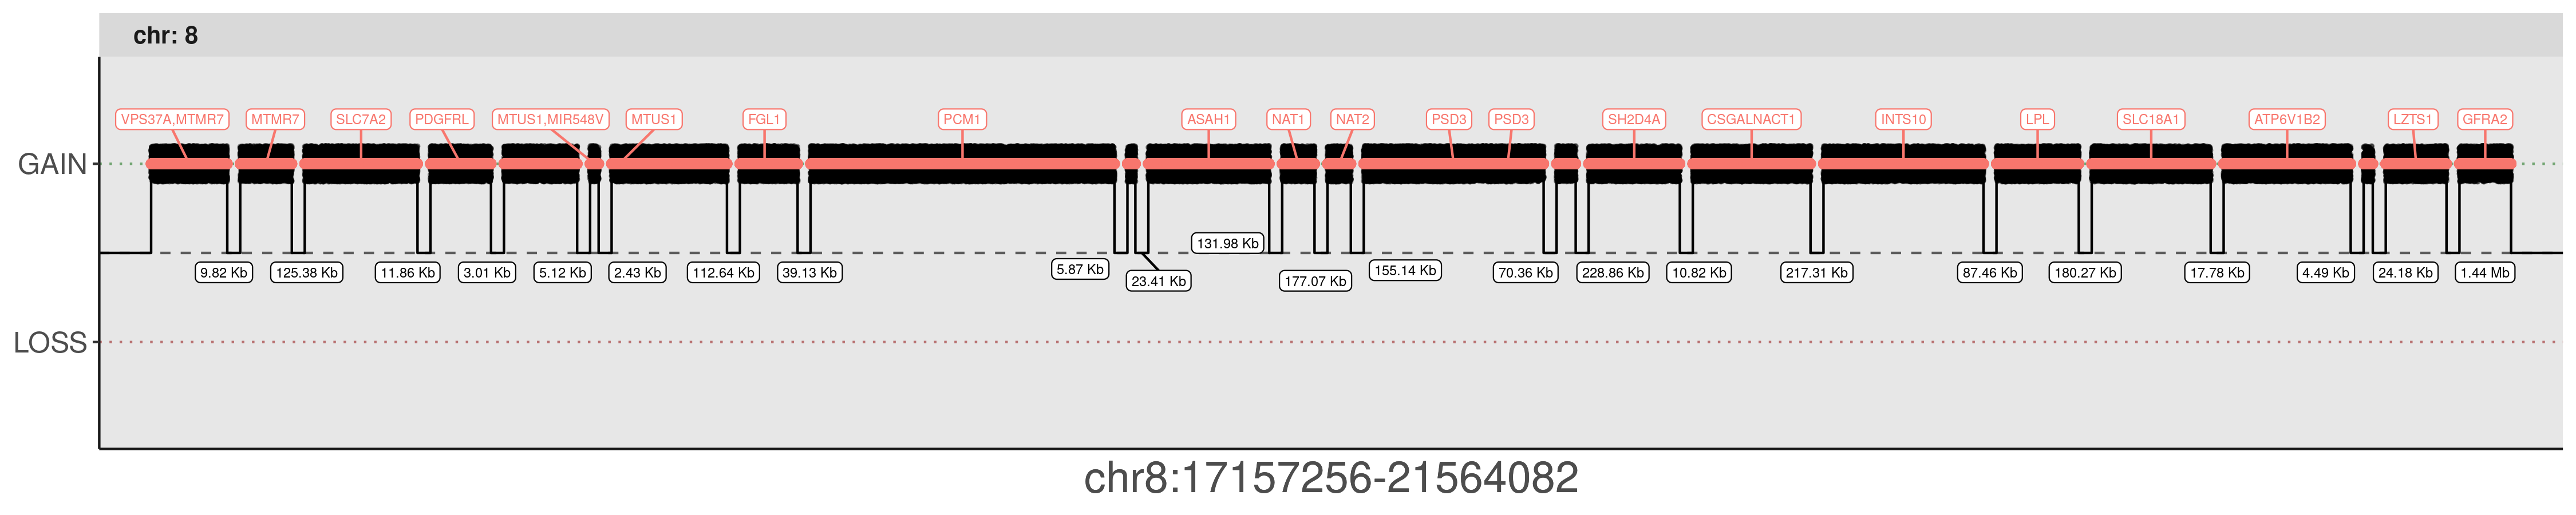 chr: 8
VPS37A,MTMR7 MTMR7 SLC7A2 PDGFRL MTUS1,MIR548V MTUS1 FGL1 PCM1 ASAH1 NAT1 NAT2 PSD3 PSD3 SH2D4A CSGALNACT1 INTS10 LPL SLC18A1 ATP6V1B2 LZTS1 GFRA2
GAIN
131.98 Kb
9.82 Kb 125.38 Kb 11.86 Kb 3.01 Kb 5.12 Kb 2.43 Kb 112.64 Kb 39.13 Kb 5.87 Kb 23.41 Kb 177.07 Kb 155.14 Kb 70.36 Kb 228.86 Kb 10.82 Kb 217.31 Kb 87.46 Kb 180.27 Kb 17.78 Kb 4.49 Kb 24.18 Kb 1.44 Mb
LOSS
chr8:17157256-21564082